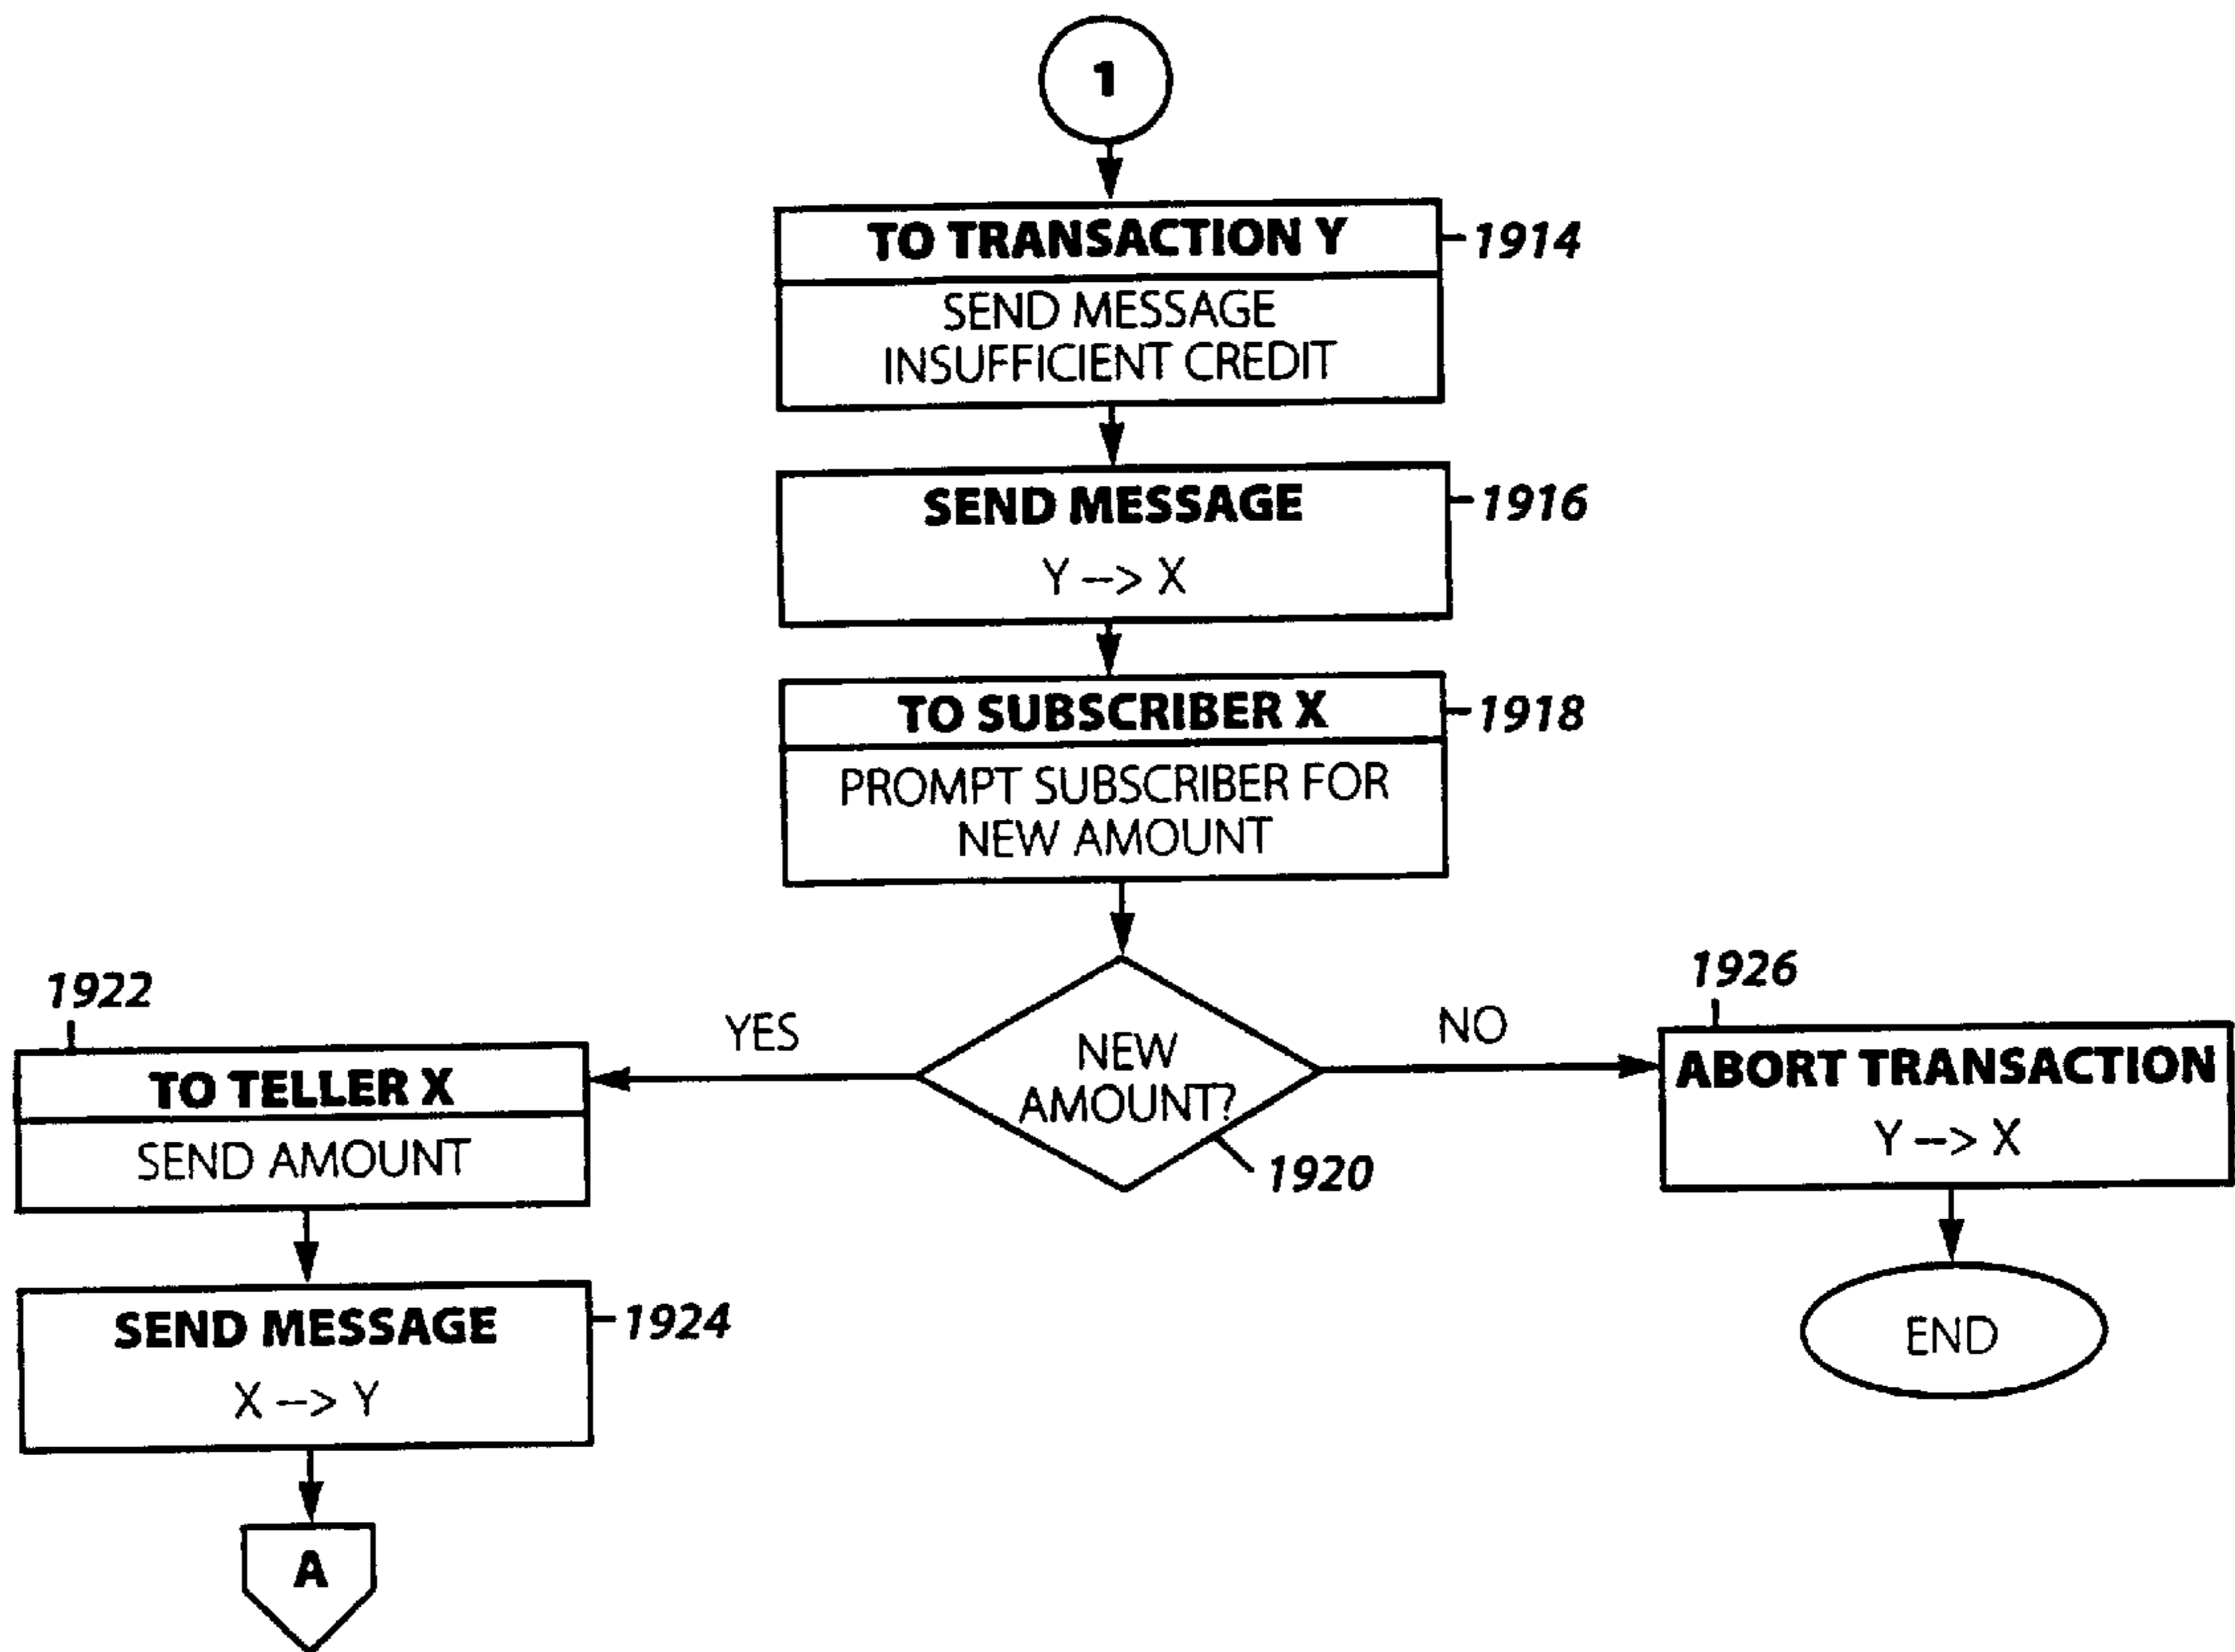 1
TO TRANSACTION Y
1914
SEND MESSAGE
INSUFFICIENT CREDIT
SEND MESSAGE
1916
Y --> X
TO SUBSCRIBER X
1918
PROMPT SUBSCRIBER FOR
NEW AMOUNT
NEW
AMOUNT?
1920
YES
NO
1922
TO TELLER X
SEND AMOUNT
SEND MESSAGE
1924
X --> Y
A
1926
ABORT TRANSACTION
Y --> X
END